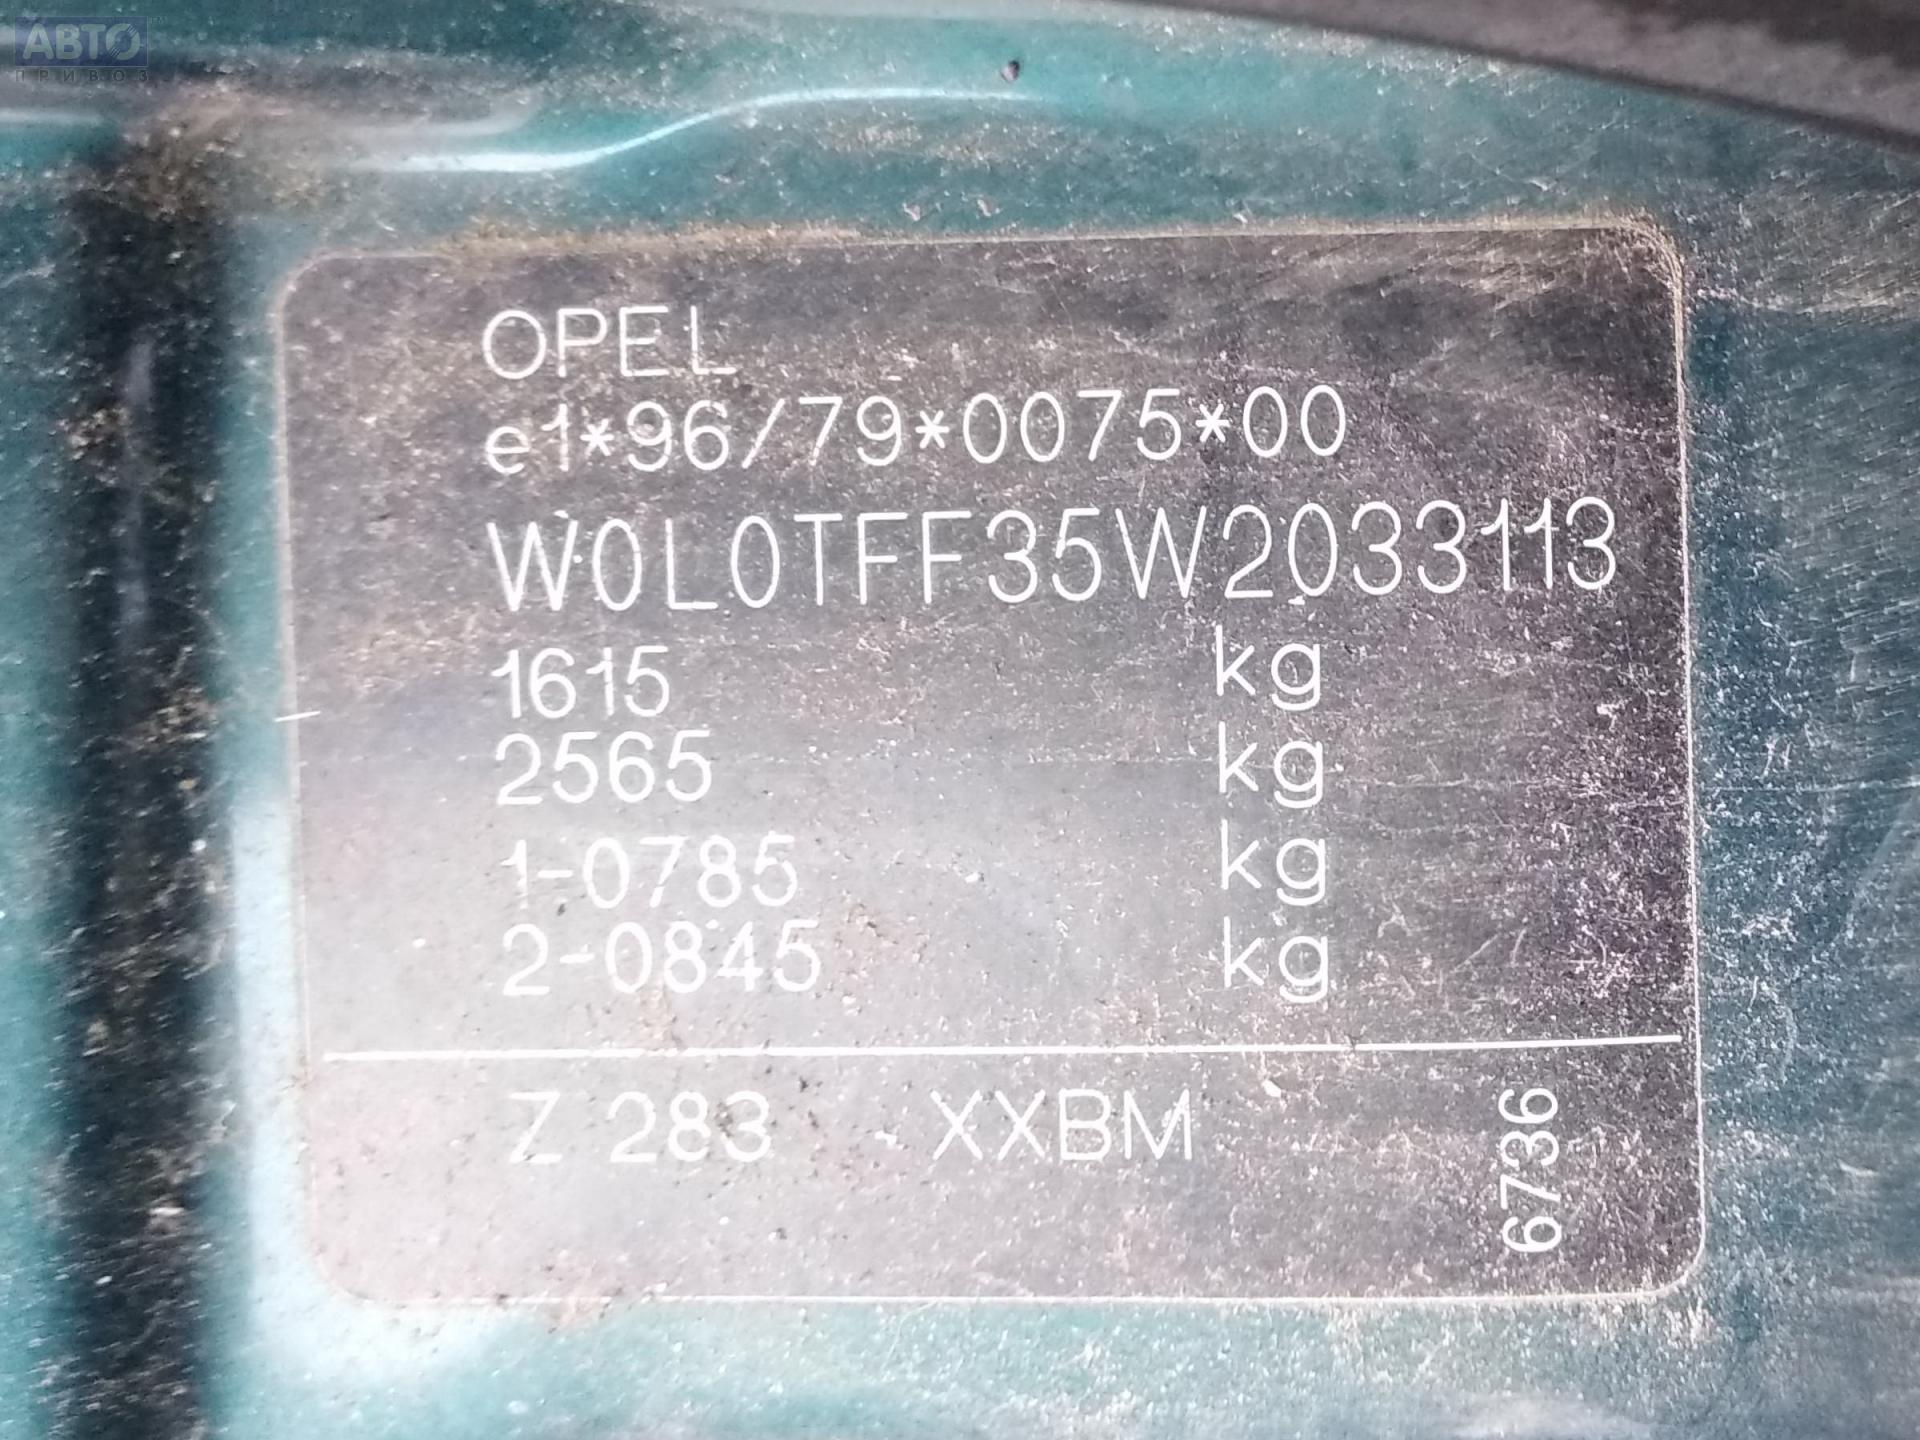 АВТО
ПРИВОЗ
OPEL
e1*96/79*0075*00
W0L0TFF35W2033113
1615 kg
2565 kg
1-0785 kg
2-0845 kg
Z 283 XXBM
6736